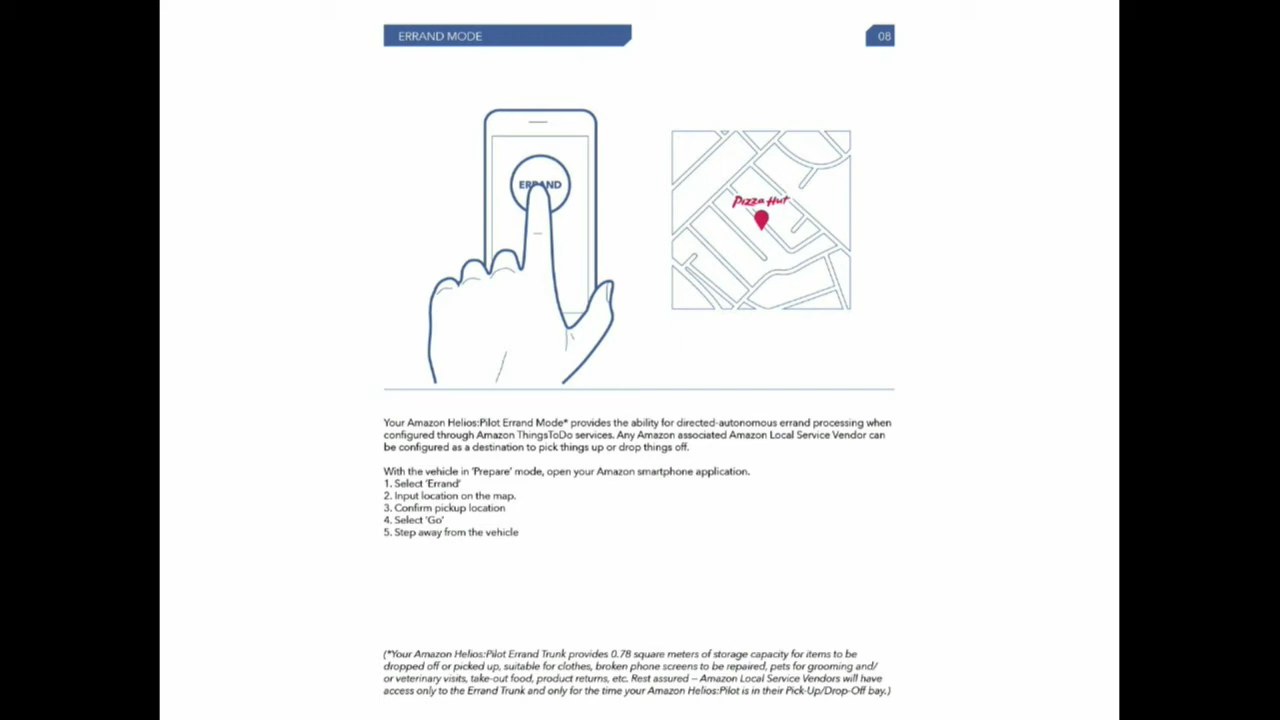 ERRAND MODE
08
ERRAND
Pizza Hut
Your Amazon Helios:Pilot Errand Mode* provides the ability for directed-autonomous errand processing when
configured through Amazon ThingsToDo services. Any Amazon associated Amazon Local Service Vendor can
be configured as a destination to pick things up or drop things off.
With the vehicle in 'Prepare' mode, open your Amazon smartphone application.
1. Select 'Errand'
2. Input location on the map.
3. Confirm pickup location
4. Select 'Go'
5. Step away from the vehicle
(*Your Amazon Helios:Pilot Errand Trunk provides 0.78 square meters of storage capacity for items to be
dropped off or picked up, suitable for clothes, broken phone screens to be repaired, pets for grooming and/
or veterinary visits, take-out food, product returns, etc. Rest assured – Amazon Local Service Vendors will have
access only to the Errand Trunk and only for the time your Amazon Helios:Pilot is in their Pick-Up/Drop-Off bay.)